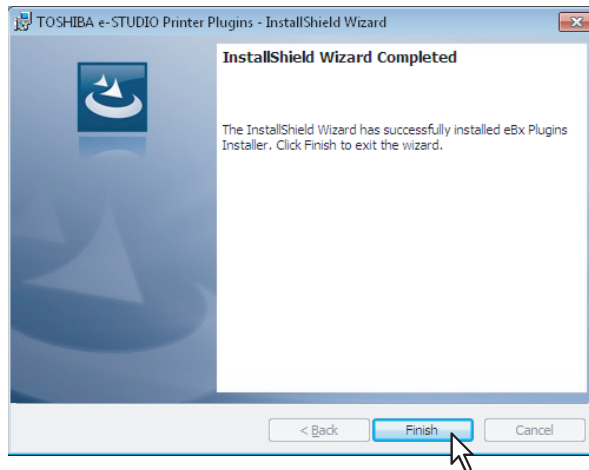 TOSHIBA e-STUDIO Printer Plugins - InstallShield Wizard
InstallShield Wizard Completed
The InstallShield Wizard has successfully installed eBx Plugins
Installer. Click Finish to exit the wizard.
< Back Finish Cancel